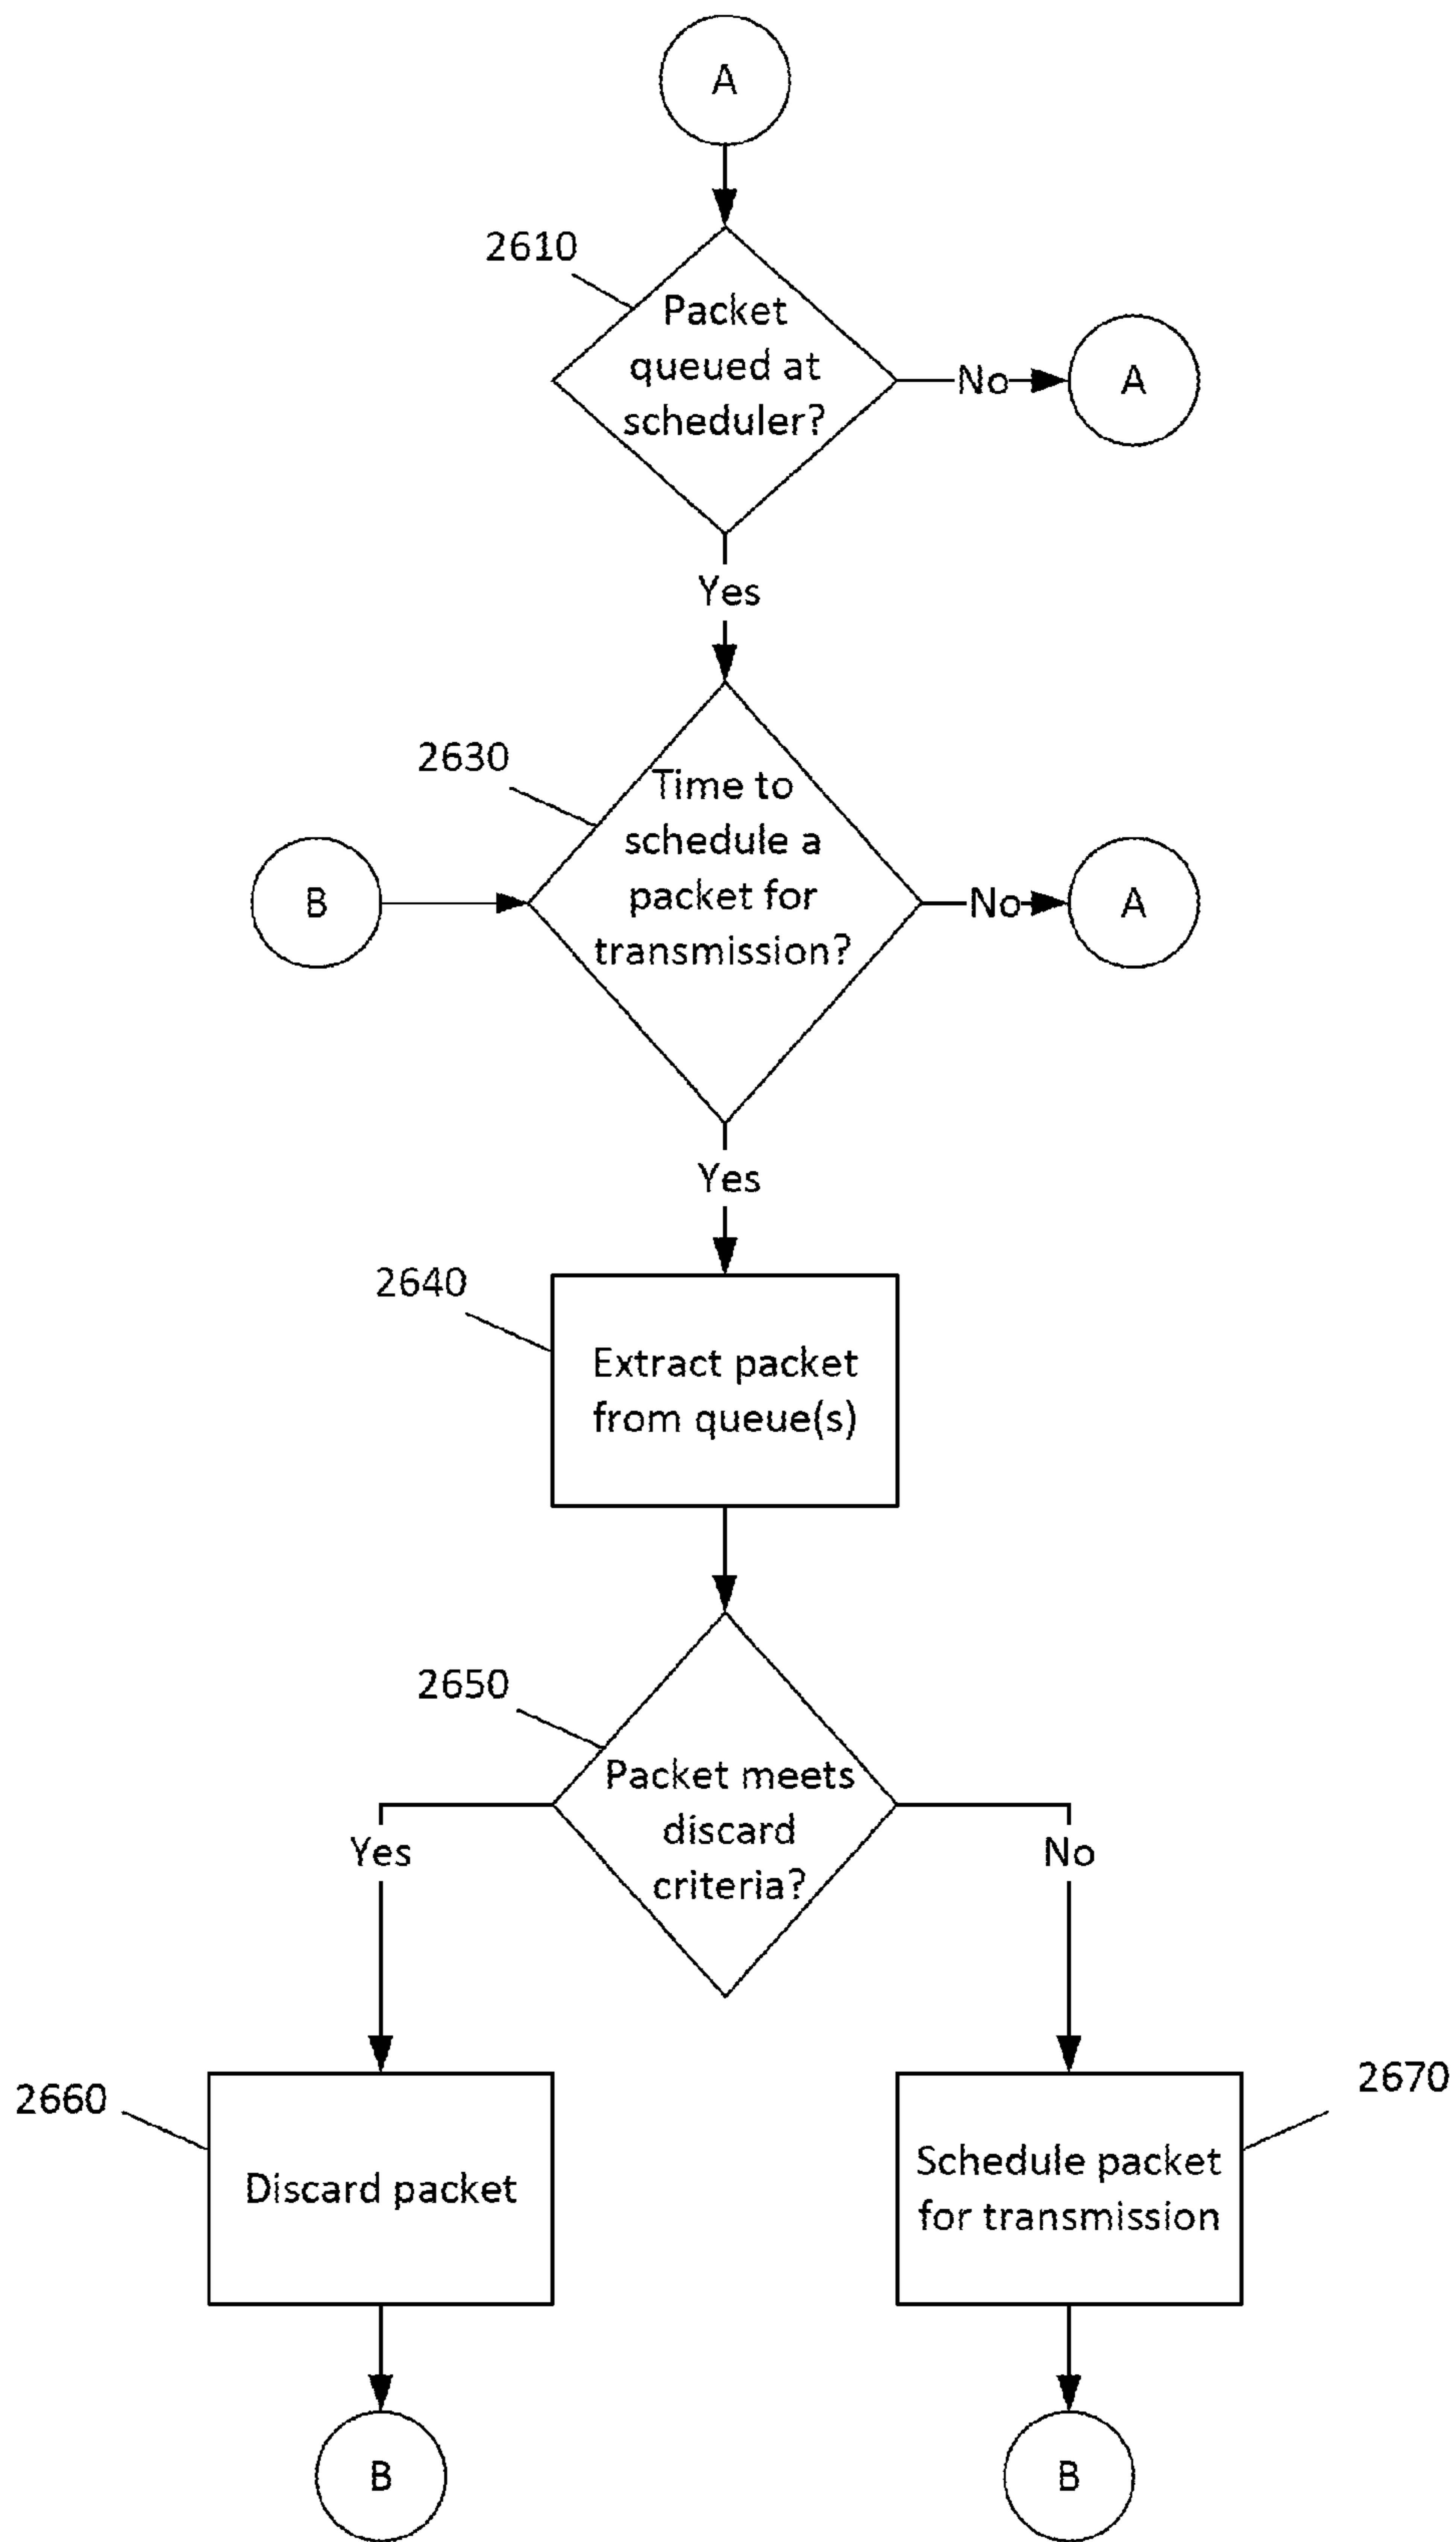 A
2610
Packet
queued at
scheduler?
No
A
Yes
2630
Time to
schedule a
packet for
transmission?
B
No
A
Yes
2640
Extract packet
from queue(s)
2650
Packet meets
discard
criteria?
Yes
No
2660
Discard packet
2670
Schedule packet
for transmission
B
B